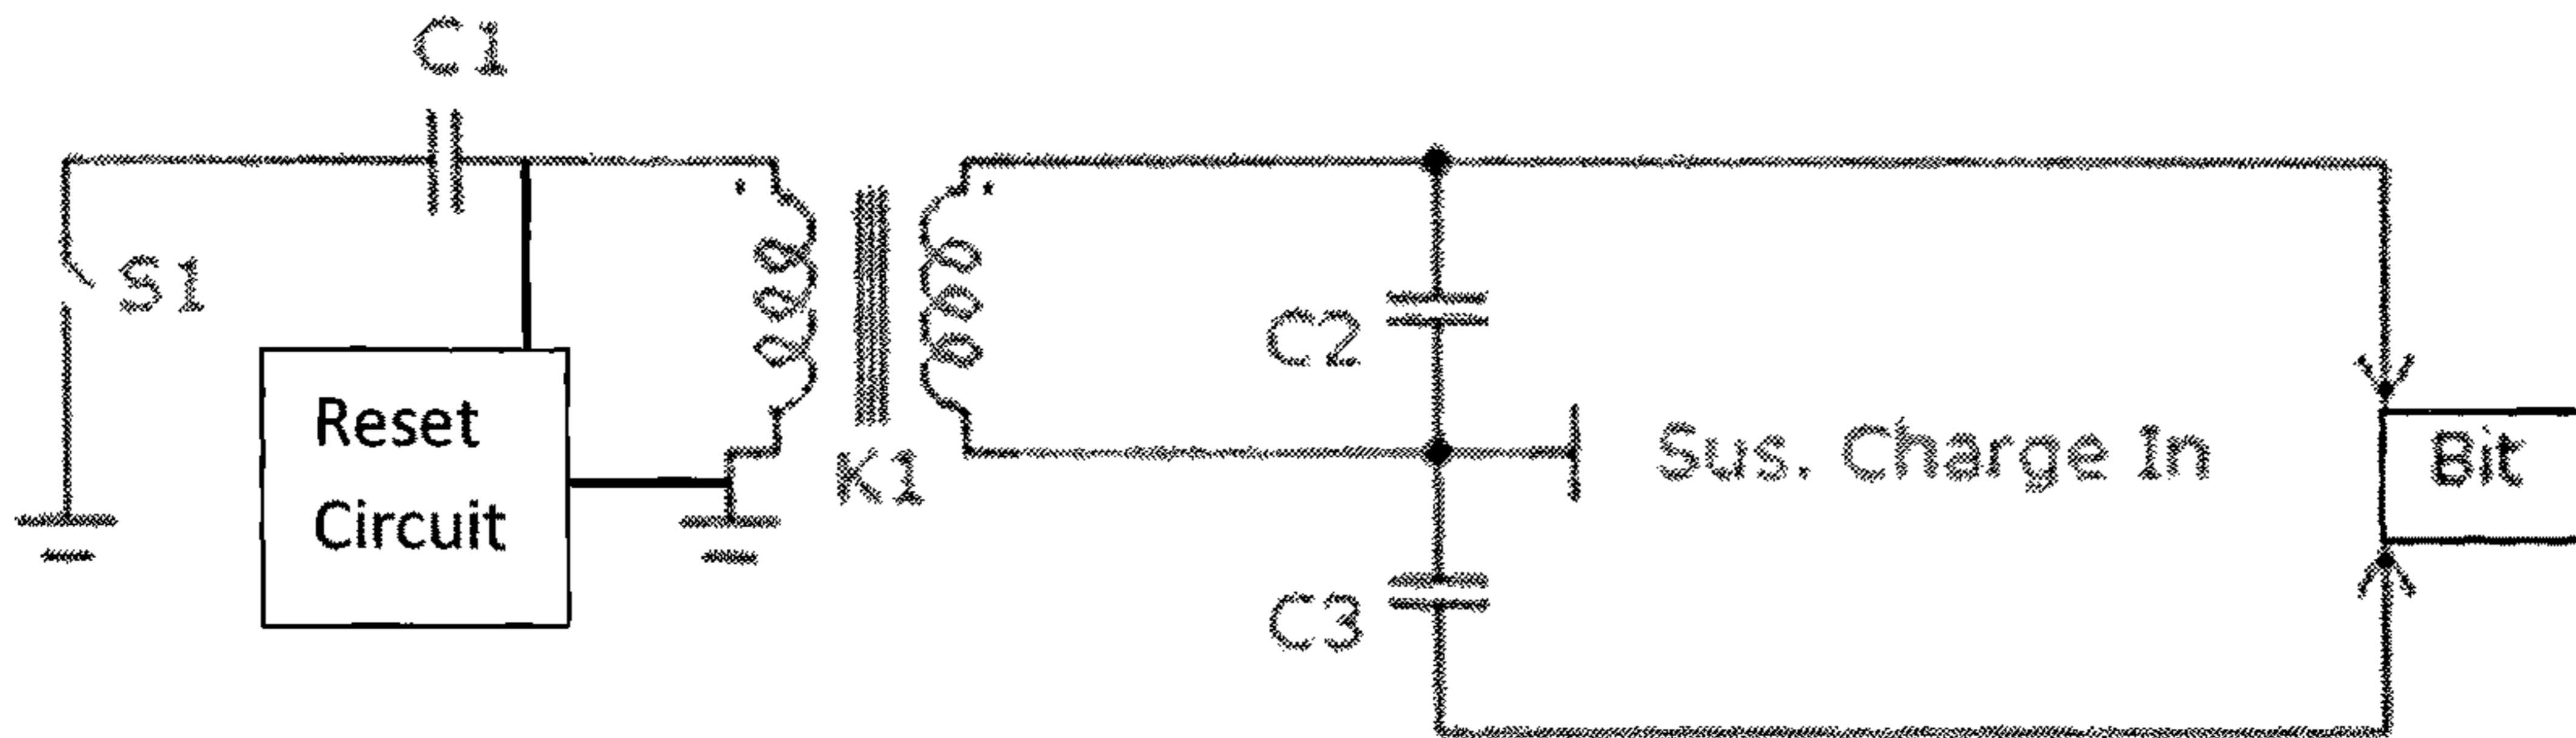 C1
S1
Reset
Circuit
K1
C2
Sus. Charge In
Bit
C3